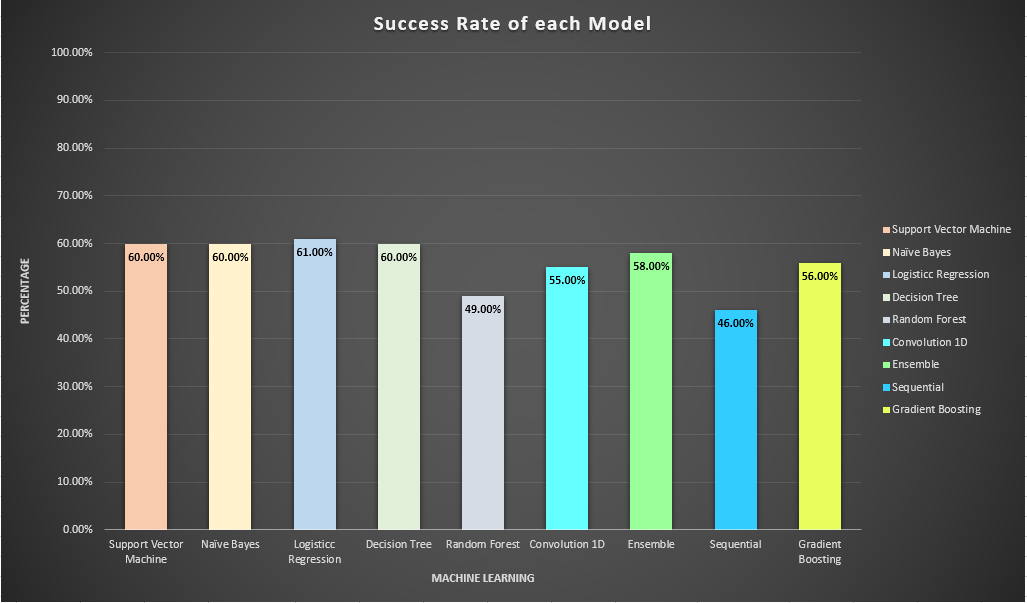 Success Rate of each Model
100.00%
90.00%
80.00%
70.00%
60.00%
50.00%
40.00%
30.00%
20.00%
10.00%
0.00%
PERCENTAGE
60.00%
60.00%
61.00%
60.00%
49.00%
55.00%
58.00%
46.00%
56.00%
Support Vector
Machine
Naïve Bayes
Logisticc
Regression
Decision Tree
Random Forest
Convolution 1D
Ensemble
Sequential
Gradient
Boosting
MACHINE LEARNING
Support Vector Machine
Naïve Bayes
Logisticc Regression
Decision Tree
Random Forest
Convolution 1D
Ensemble
Sequential
Gradient Boosting